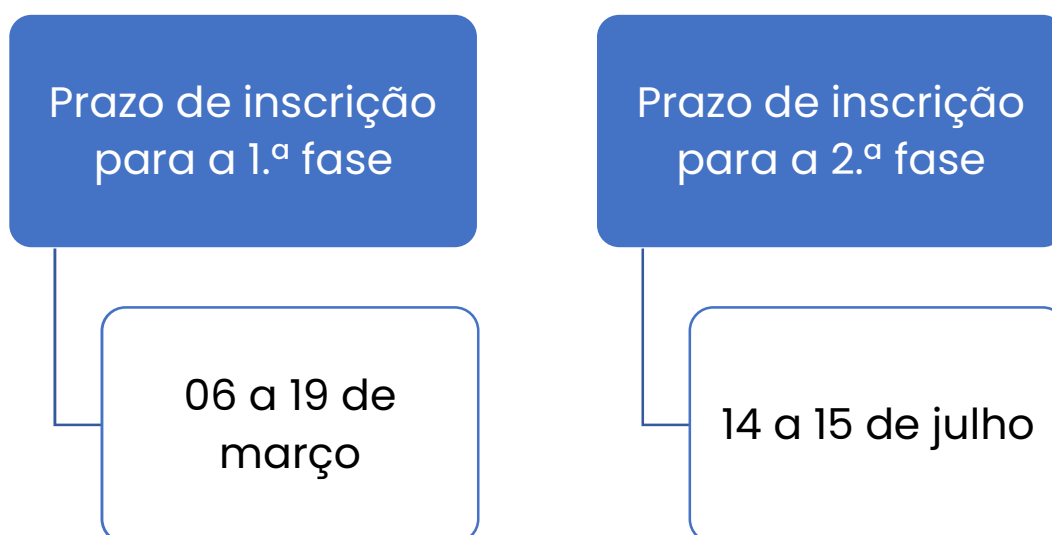 Prazo de inscrição
para a 1.ª fase
06 a 19 de
março
Prazo de inscrição
para a 2.ª fase
14 a 15 de julho